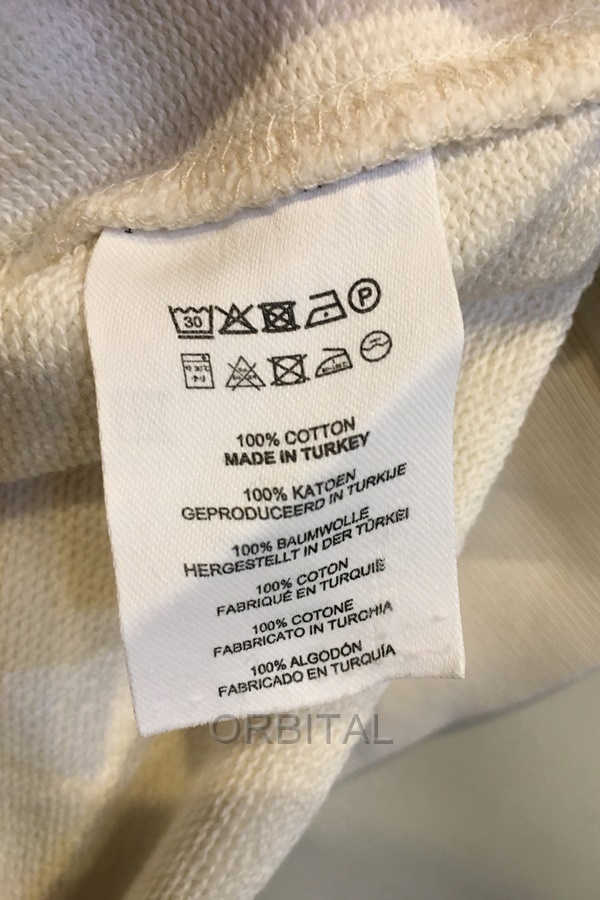 30
P
100% COTTON
MADE IN TURKEY
100% KATOEN
GEPRODUCEERD IN TURKIJE
100% BAUMWOLLE
HERGESTELLT IN DER TÜRKEI
100% COTON
FABRIQUÉ EN TURQUIE
100% COTONE
FABBRICATO IN TURCHIA
100% ALGODÓN
FABRICADO EN TURQUÍA
ORBITAL